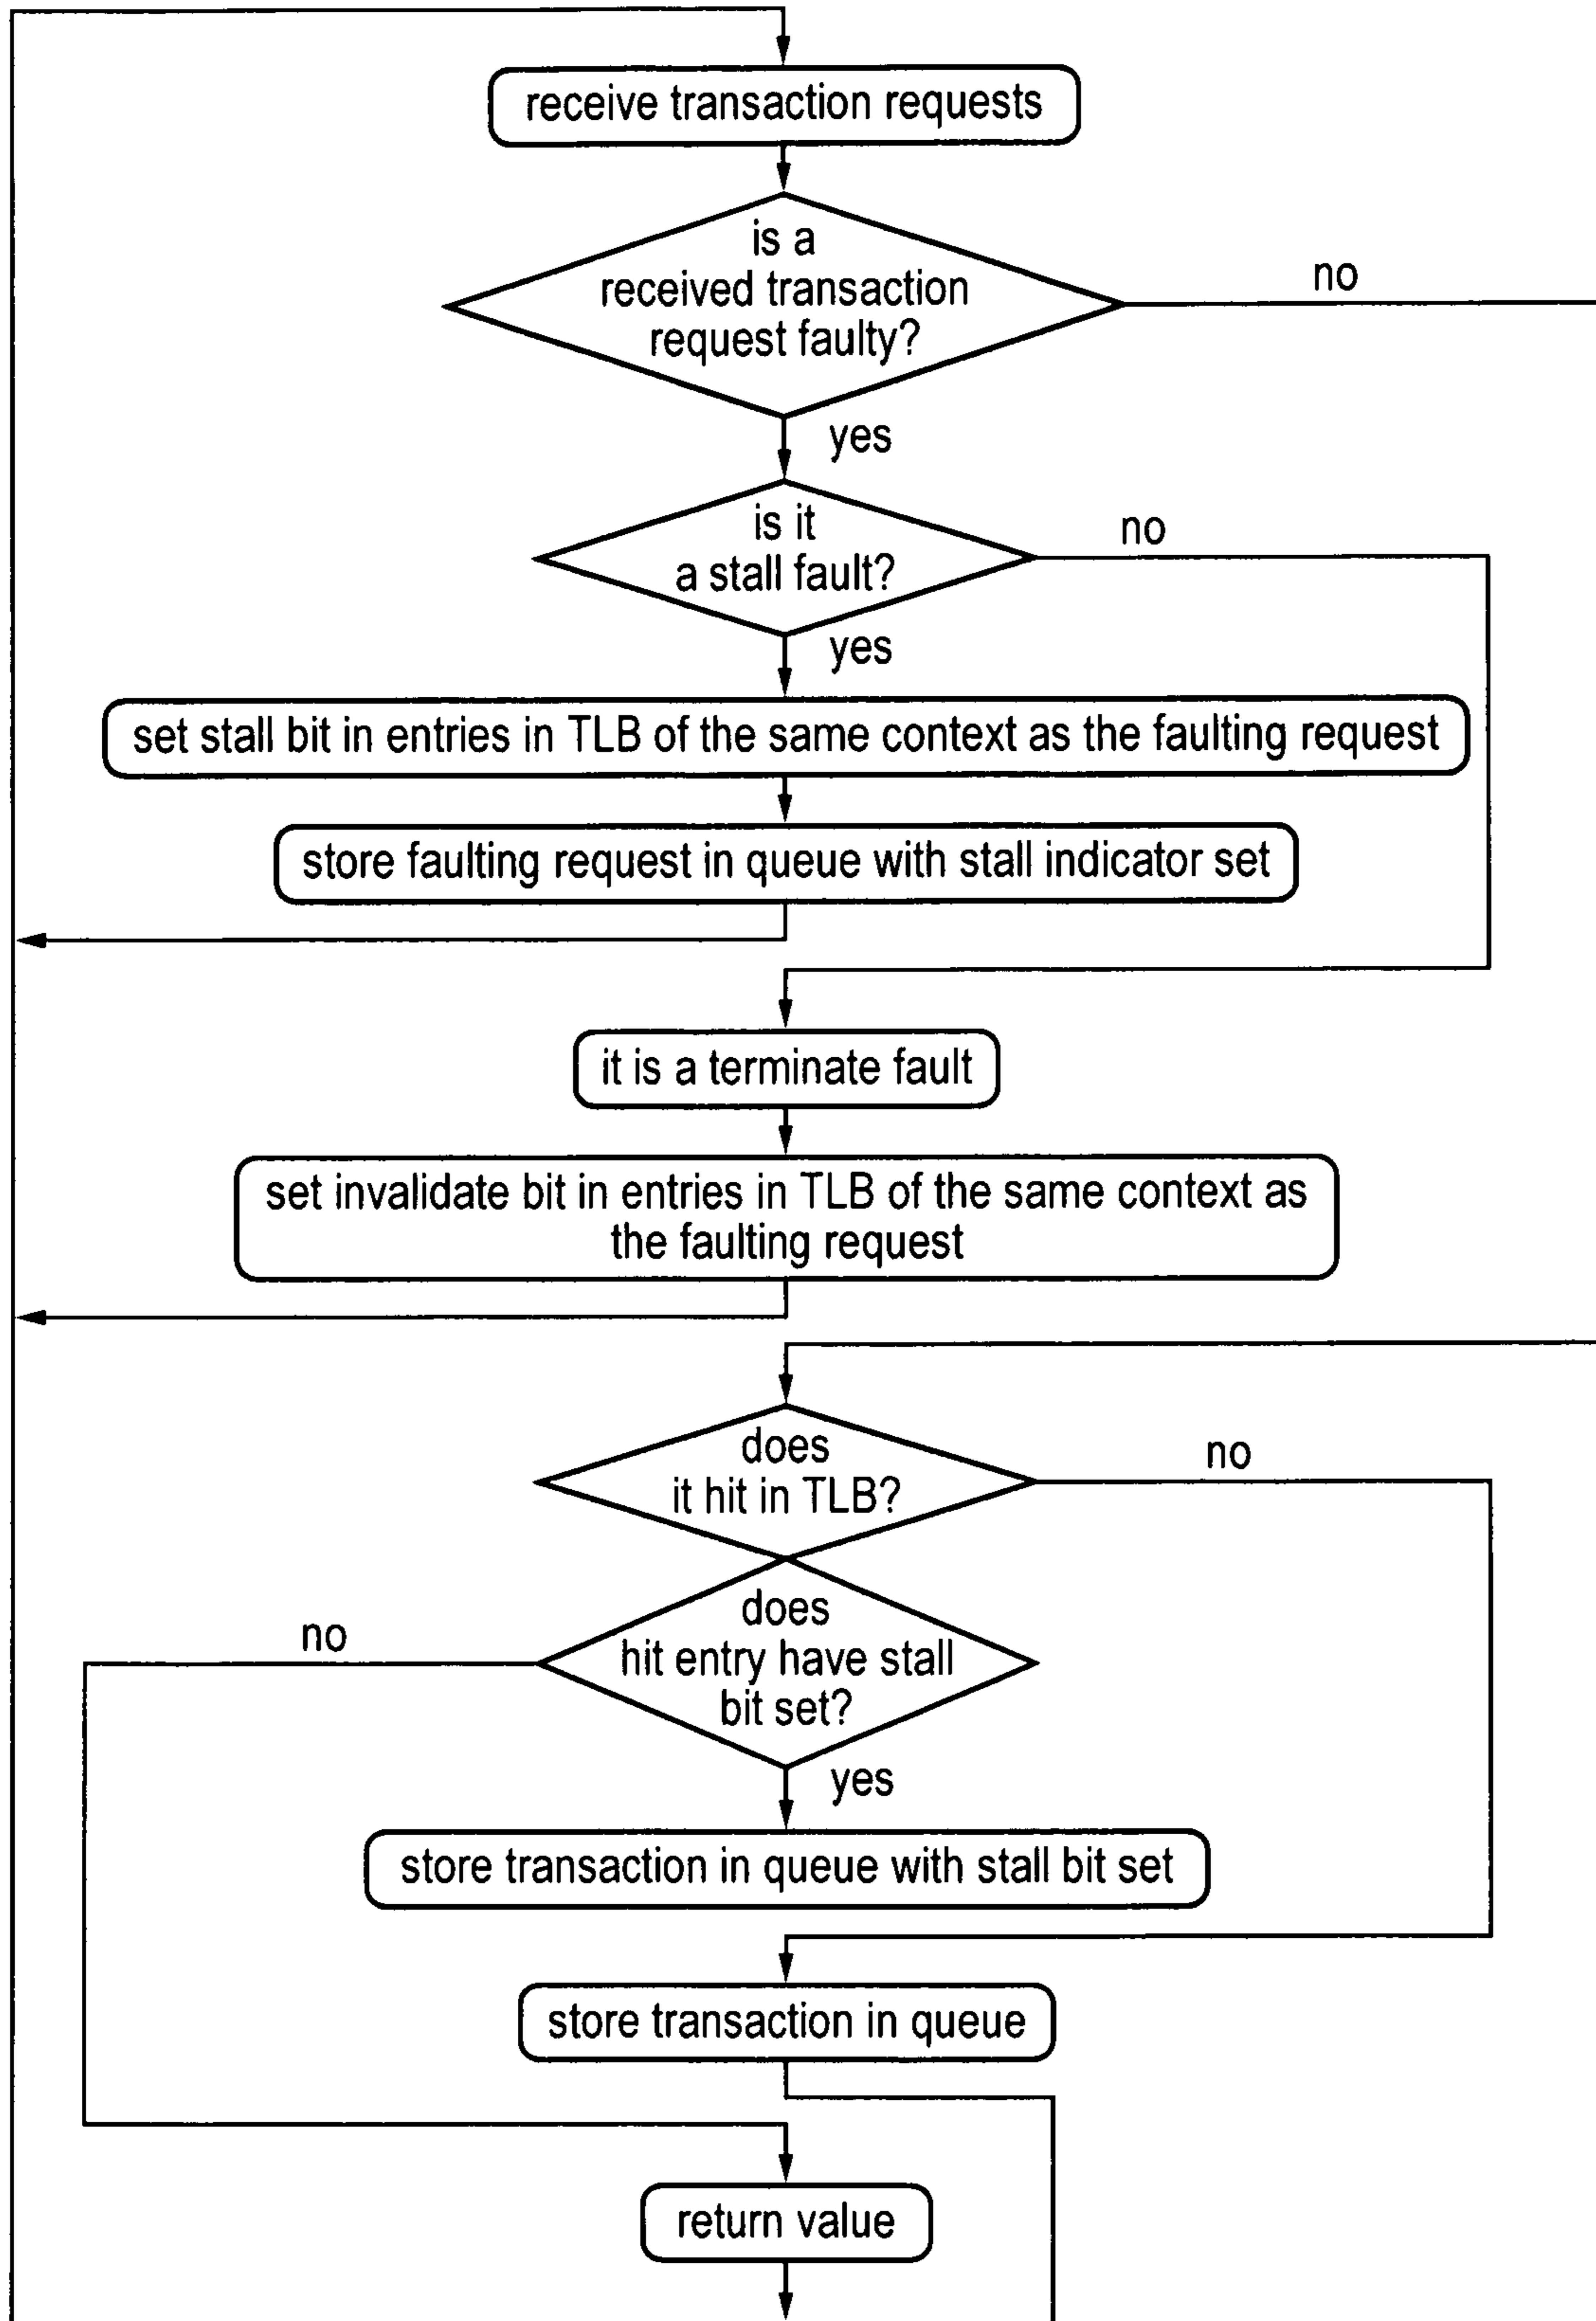 receive transaction requests
is a
received transaction
request faulty?
no
yes
is it
a stall fault?
no
yes
set stall bit in entries in TLB of the same context as the faulting request
store faulting request in queue with stall indicator set
it is a terminate fault
set invalidate bit in entries in TLB of the same context as
the faulting request
does
it hit in TLB?
no
does
hit entry have stall
bit set?
no
yes
store transaction in queue with stall bit set
store transaction in queue
return value